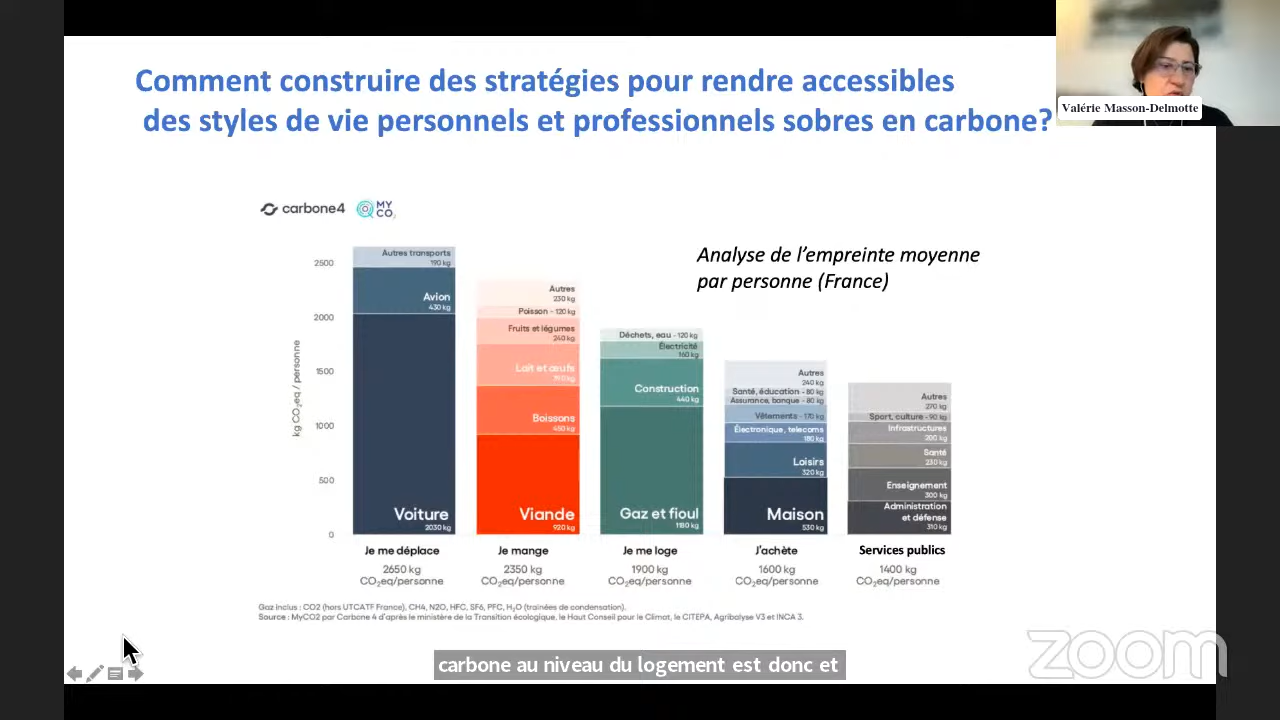 Comment construire des stratégies pour rendre accessibles
des styles de vie personnels et professionnels sobres en carbone?
Valérie Masson-Delmotte
carbone4
MY
CO₂
Analyse de l'empreinte moyenne
par personne (France)
kg CO₂eq / personne
2500
2000
1500
1000
500
0
Autres transports
190 kg
Avion
430 kg
Voiture
2030 kg
Autres
230 kg
Poisson - 120 kg
Fruits et légumes
240 kg
Lait et œufs
Boissons
Viande
920 kg
Déchets, eau - 120 kg
Électricité
160 kg
Construction
440 kg
Gaz et fioul
1180 kg
Autres
240 kg
Santé, éducation - 80 kg
Assurance, banque - 80 kg
Vêtements - 170 kg
Électronique, telecoms
180 kg
Loisirs
320 kg
Maison
530 kg
Autres
270 kg
Sport, culture - 90 kg
Infrastructures
200 kg
Santé
230 kg
Enseignement
300 kg
Administration
et défense
310 kg
Je me déplace
2650 kg
CO₂eq/personne
Je mange
2350 kg
CO₂eq/personne
Je me loge
1900 kg
CO₂eq/personne
J'achète
1600 kg
CO₂eq/personne
Services publics
1400 kg
CO₂eq/personne
Gaz inclus : CO2 (hors UTCATF France), CH4, N2O, HFC, SF6, PFC, H₂O (trainées de condensation).
Source : MyCO2 par Carbone 4 d'après le ministère de la Transition écologique, le Haut Conseil pour le Climat, le CITEPA, Agribalyse V3 et INCA 3.
carbone au niveau du logement est donc et
zoom